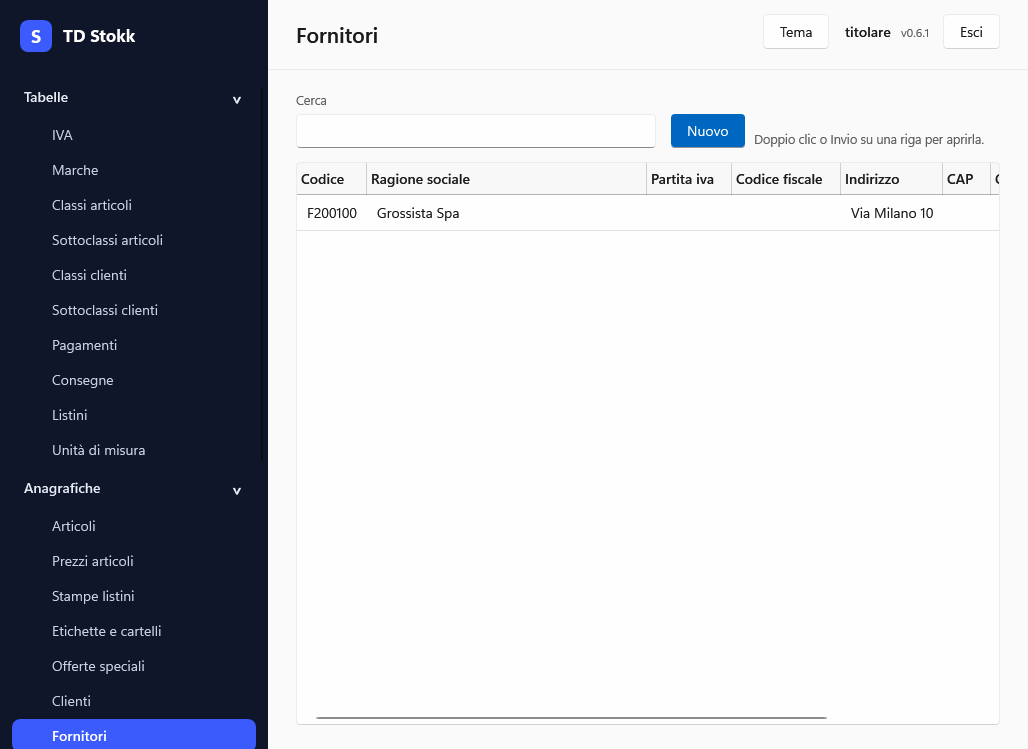 S TD Stokk
Fornitori
Tema titolare v0.6.1 Esci
Tabelle v
IVA
Marche
Classi articoli
Sottoclassi articoli
Classi clienti
Sottoclassi clienti
Pagamenti
Consegne
Listini
Unità di misura
Anagrafiche v
Articoli
Prezzi articoli
Stampe listini
Etichette e cartelli
Offerte speciali
Clienti
Fornitori
Cerca
Nuovo Doppio clic o Invio su una riga per aprirla.
Codice Ragione sociale Partita iva Codice fiscale Indirizzo CAP
F200100 Grossista Spa Via Milano 10